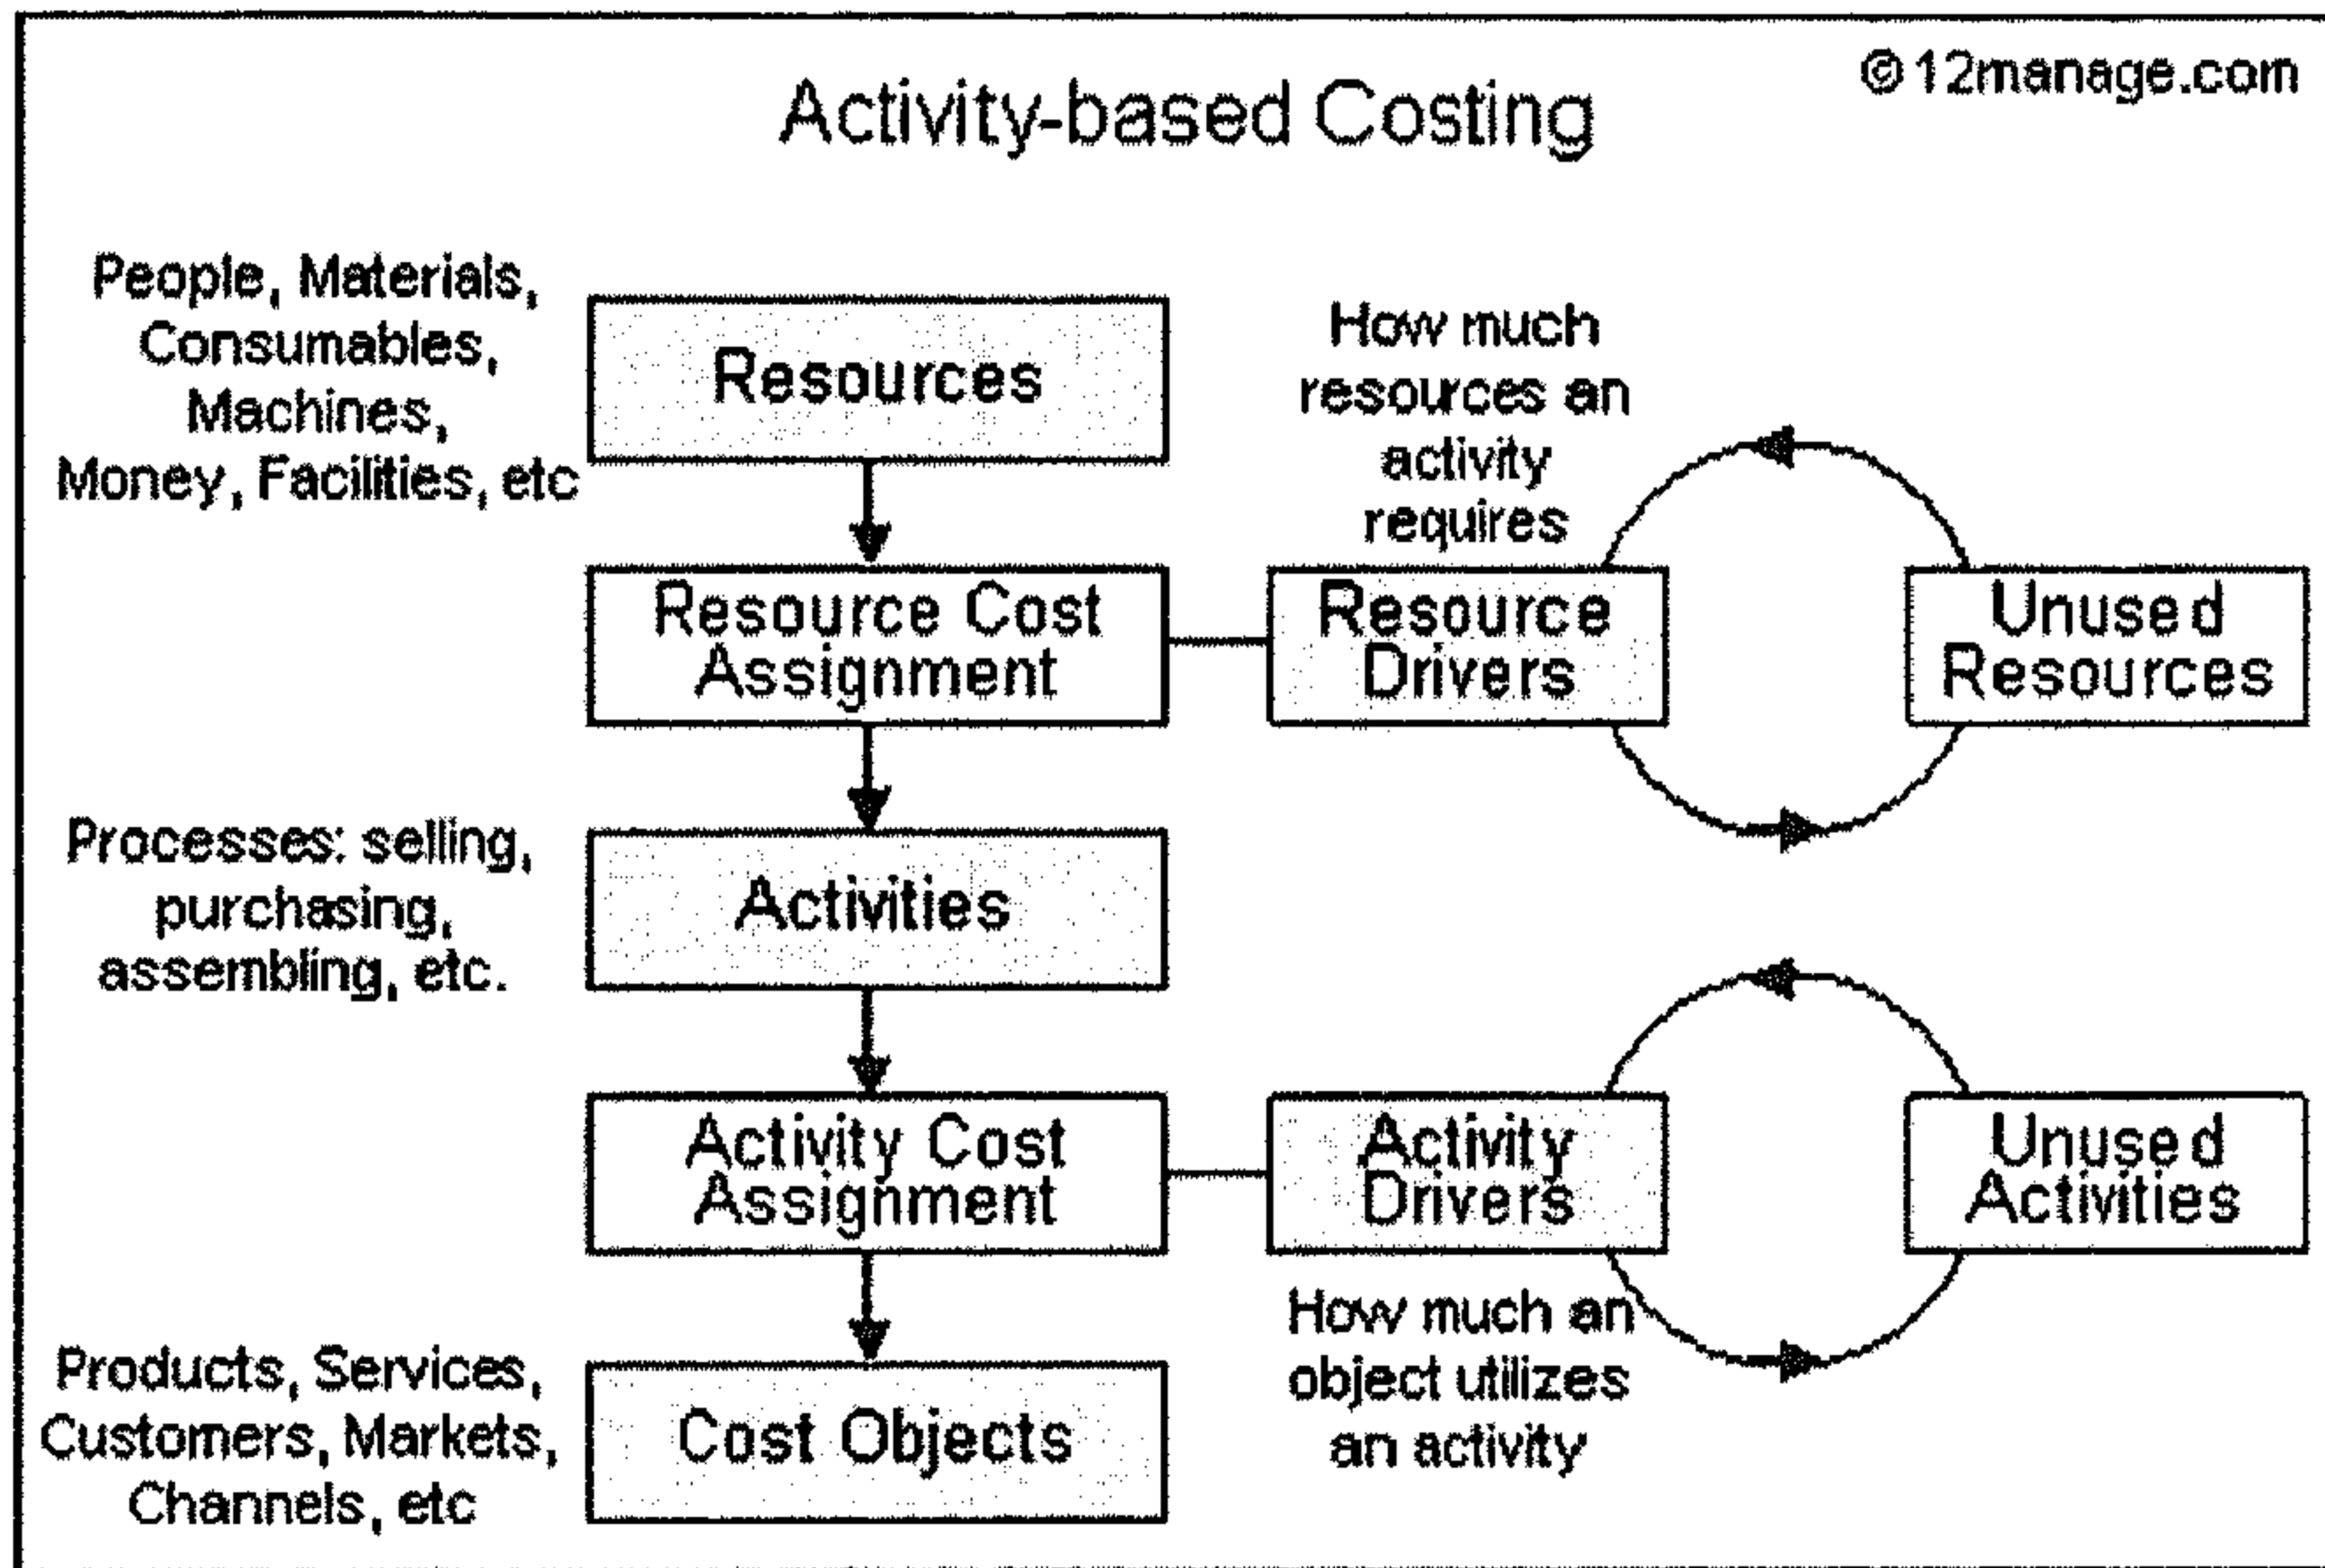 © 12manage.com
Activity-based Costing
People, Materials,
Consumables,
Machines,
Money, Facilities, etc
Resources
How much
resources an
activity
requires
Resource Cost
Assignment
Resource
Drivers
Unused
Resources
Processes: selling,
purchasing,
assembling, etc.
Activities
Activity Cost
Assignment
Activity
Drivers
Unused
Activities
How much an
object utilizes
an activity
Products, Services,
Customers, Markets,
Channels, etc
Cost Objects